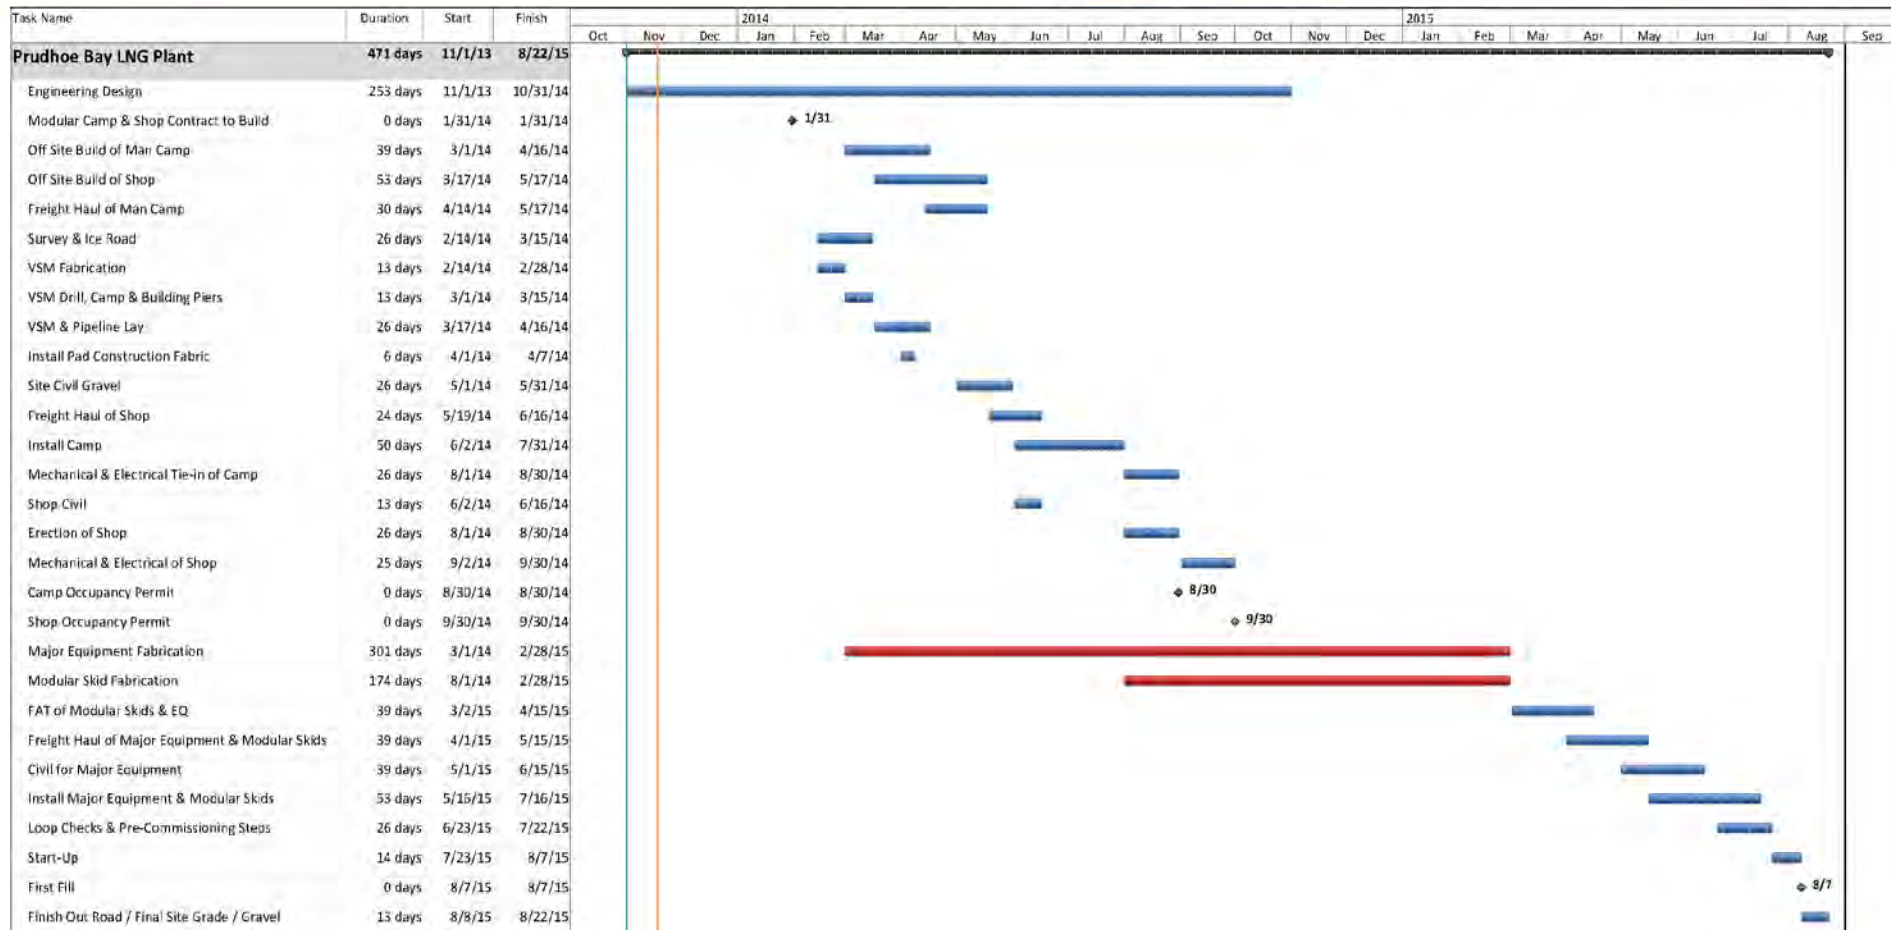 Task Name Duration Start Finish 2014 2015
Oct Nov Dec Jan Feb Mar Apr May Jun Jul Aug Sep Oct Nov Dec Jan Feb Mar Apr May Jun Jul Aug Sep
Prudhoe Bay LNG Plant 471 days 11/1/13 8/22/15
Engineering Design 253 days 11/1/13 10/31/14
Modular Camp & Shop Contract to Build 0 days 1/31/14 1/31/14 1/31
Off Site Build of Man Camp 39 days 3/1/14 4/16/14
Off Site Build of Shop 53 days 3/17/14 5/17/14
Freight Haul of Man Camp 30 days 4/14/14 5/17/14
Survey & Ice Road 26 days 2/14/14 3/15/14
VSM Fabrication 13 days 2/14/14 2/28/14
VSM Drill, Camp & Building Piers 13 days 3/1/14 3/15/14
VSM & Pipeline Lay 26 days 3/17/14 4/16/14
Install Pad Construction Fabric 6 days 4/1/14 4/7/14
Site Civil Gravel 26 days 5/1/14 5/31/14
Freight Haul of Shop 24 days 5/19/14 6/16/14
Install Camp 50 days 6/2/14 7/31/14
Mechanical & Electrical Tie-in of Camp 26 days 8/1/14 8/30/14
Shop Civil 13 days 6/2/14 6/16/14
Erection of Shop 26 days 8/1/14 8/30/14
Mechanical & Electrical of Shop 25 days 9/2/14 9/30/14
Camp Occupancy Permit 0 days 8/30/14 8/30/14 8/30
Shop Occupancy Permit 0 days 9/30/14 9/30/14 9/30
Major Equipment Fabrication 301 days 3/1/14 2/28/15
Modular Skid Fabrication 174 days 8/1/14 2/28/15
FAT of Modular Skids & EQ 39 days 3/2/15 4/15/15
Freight Haul of Major Equipment & Modular Skids 39 days 4/1/15 5/15/15
Civil for Major Equipment 39 days 5/1/15 6/15/15
Install Major Equipment & Modular Skids 53 days 5/16/15 7/16/15
Loop Checks & Pre-Commissioning Steps 26 days 6/23/15 7/22/15
Start-Up 14 days 7/23/15 8/7/15
First Fill 0 days 8/7/15 8/7/15 8/7
Finish Out Road / Final Site Grade / Gravel 13 days 8/8/15 8/22/15